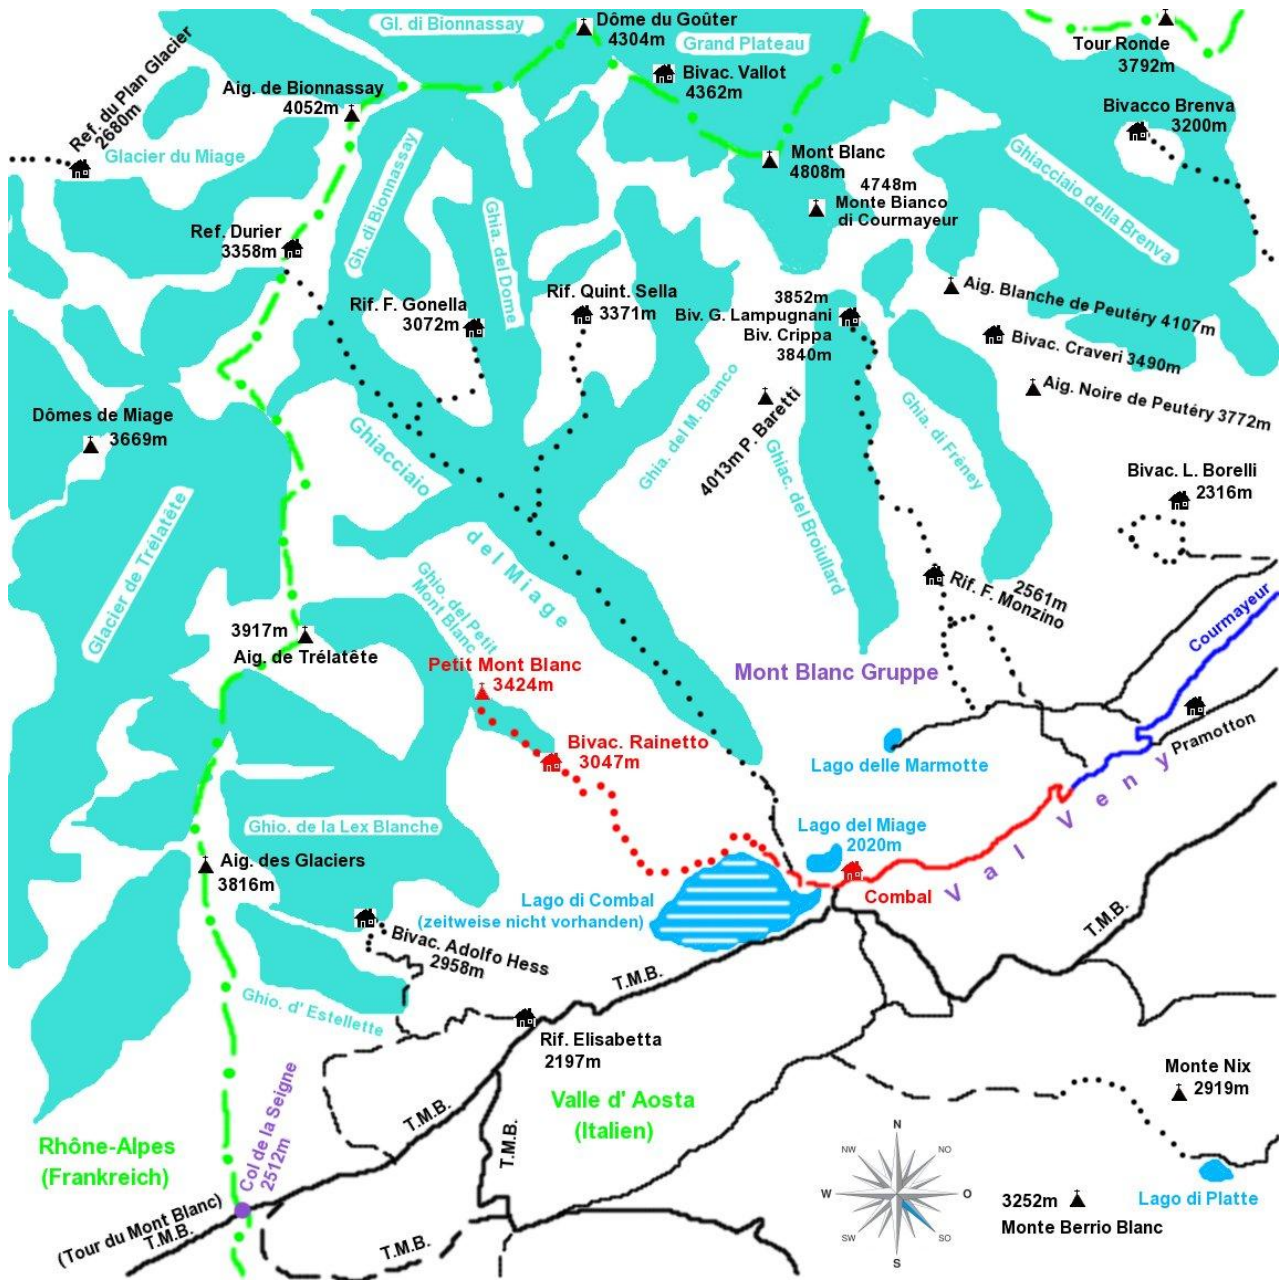 Gl. di Bionnassay
Dôme du Goûter
4304m
Grand Plateau
Tour Ronde
3792m
Ref. du Plan Glacier
2680m
Aig. de Bionnassay
4052m
Bivac. Vallot
4362m
Bivacco Brenva
3200m
Glacier du Miage
Mont Blanc
4808m
4748m
Monte Bianco
di Courmayeur
Ghiacciaio della Brenva
Gh. di Bionnassay
Ghia. del Dome
Ref. Durier
3358m
Rif. F. Gonella
3072m
Rif. Quint. Sella
3371m
3852m
Biv. G. Lampugnani
Biv. Crippa
3840m
Aig. Blanche de Peutéry 4107m
Bivac. Craveri 3490m
Aig. Noire de Peutéry 3772m
Dômes de Miage
3669m
Ghiacciaio
del Miage
Ghia. del M. Bianco
4013m P. Baretti
Ghiac. del Broiullard
Ghia. di Frêney
Bivac. L. Borelli
2316m
Glacier de Trélatête
Ghio. del Petit
Mont Blanc
2561m
Rif. F. Monzino
Courmayeur
3917m
Aig. de Trélatête
Petit Mont Blanc
3424m
Mont Blanc Gruppe
Bivac. Rainetto
3047m
Lago delle Marmotte
Pramotton
Val Veny
Ghio. de la Lex Blanche
Lago del Miage
2020m
Aig. des Glaciers
3816m
Lago di Combal
(zeitweise nicht vorhanden)
Combal
T.M.B.
Bivac. Adolfo Hess
2958m
T.M.B.
Ghio. d' Estellette
Rif. Elisabetta
2197m
Monte Nix
2919m
Col de la Seigne
2512m
T.M.B.
Valle d' Aosta
(Italien)
T.M.B.
Rhône-Alpes
(Frankreich)
N
NW
NO
W
O
SW
SO
S
Lago di Platte
3252m
Monte Berrio Blanc
(Tour du Mont Blanc)
T.M.B.
T.M.B.